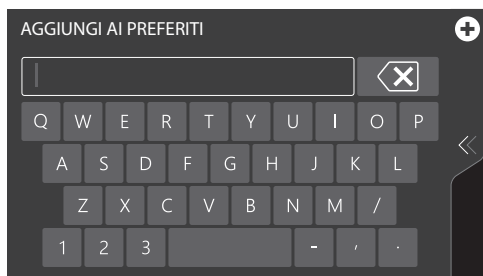 AGGIUNGI AI PREFERITI
Q W E R T Y U I O P
A S D F G H J K L
Z X C V B N M /
1 2 3 - , .